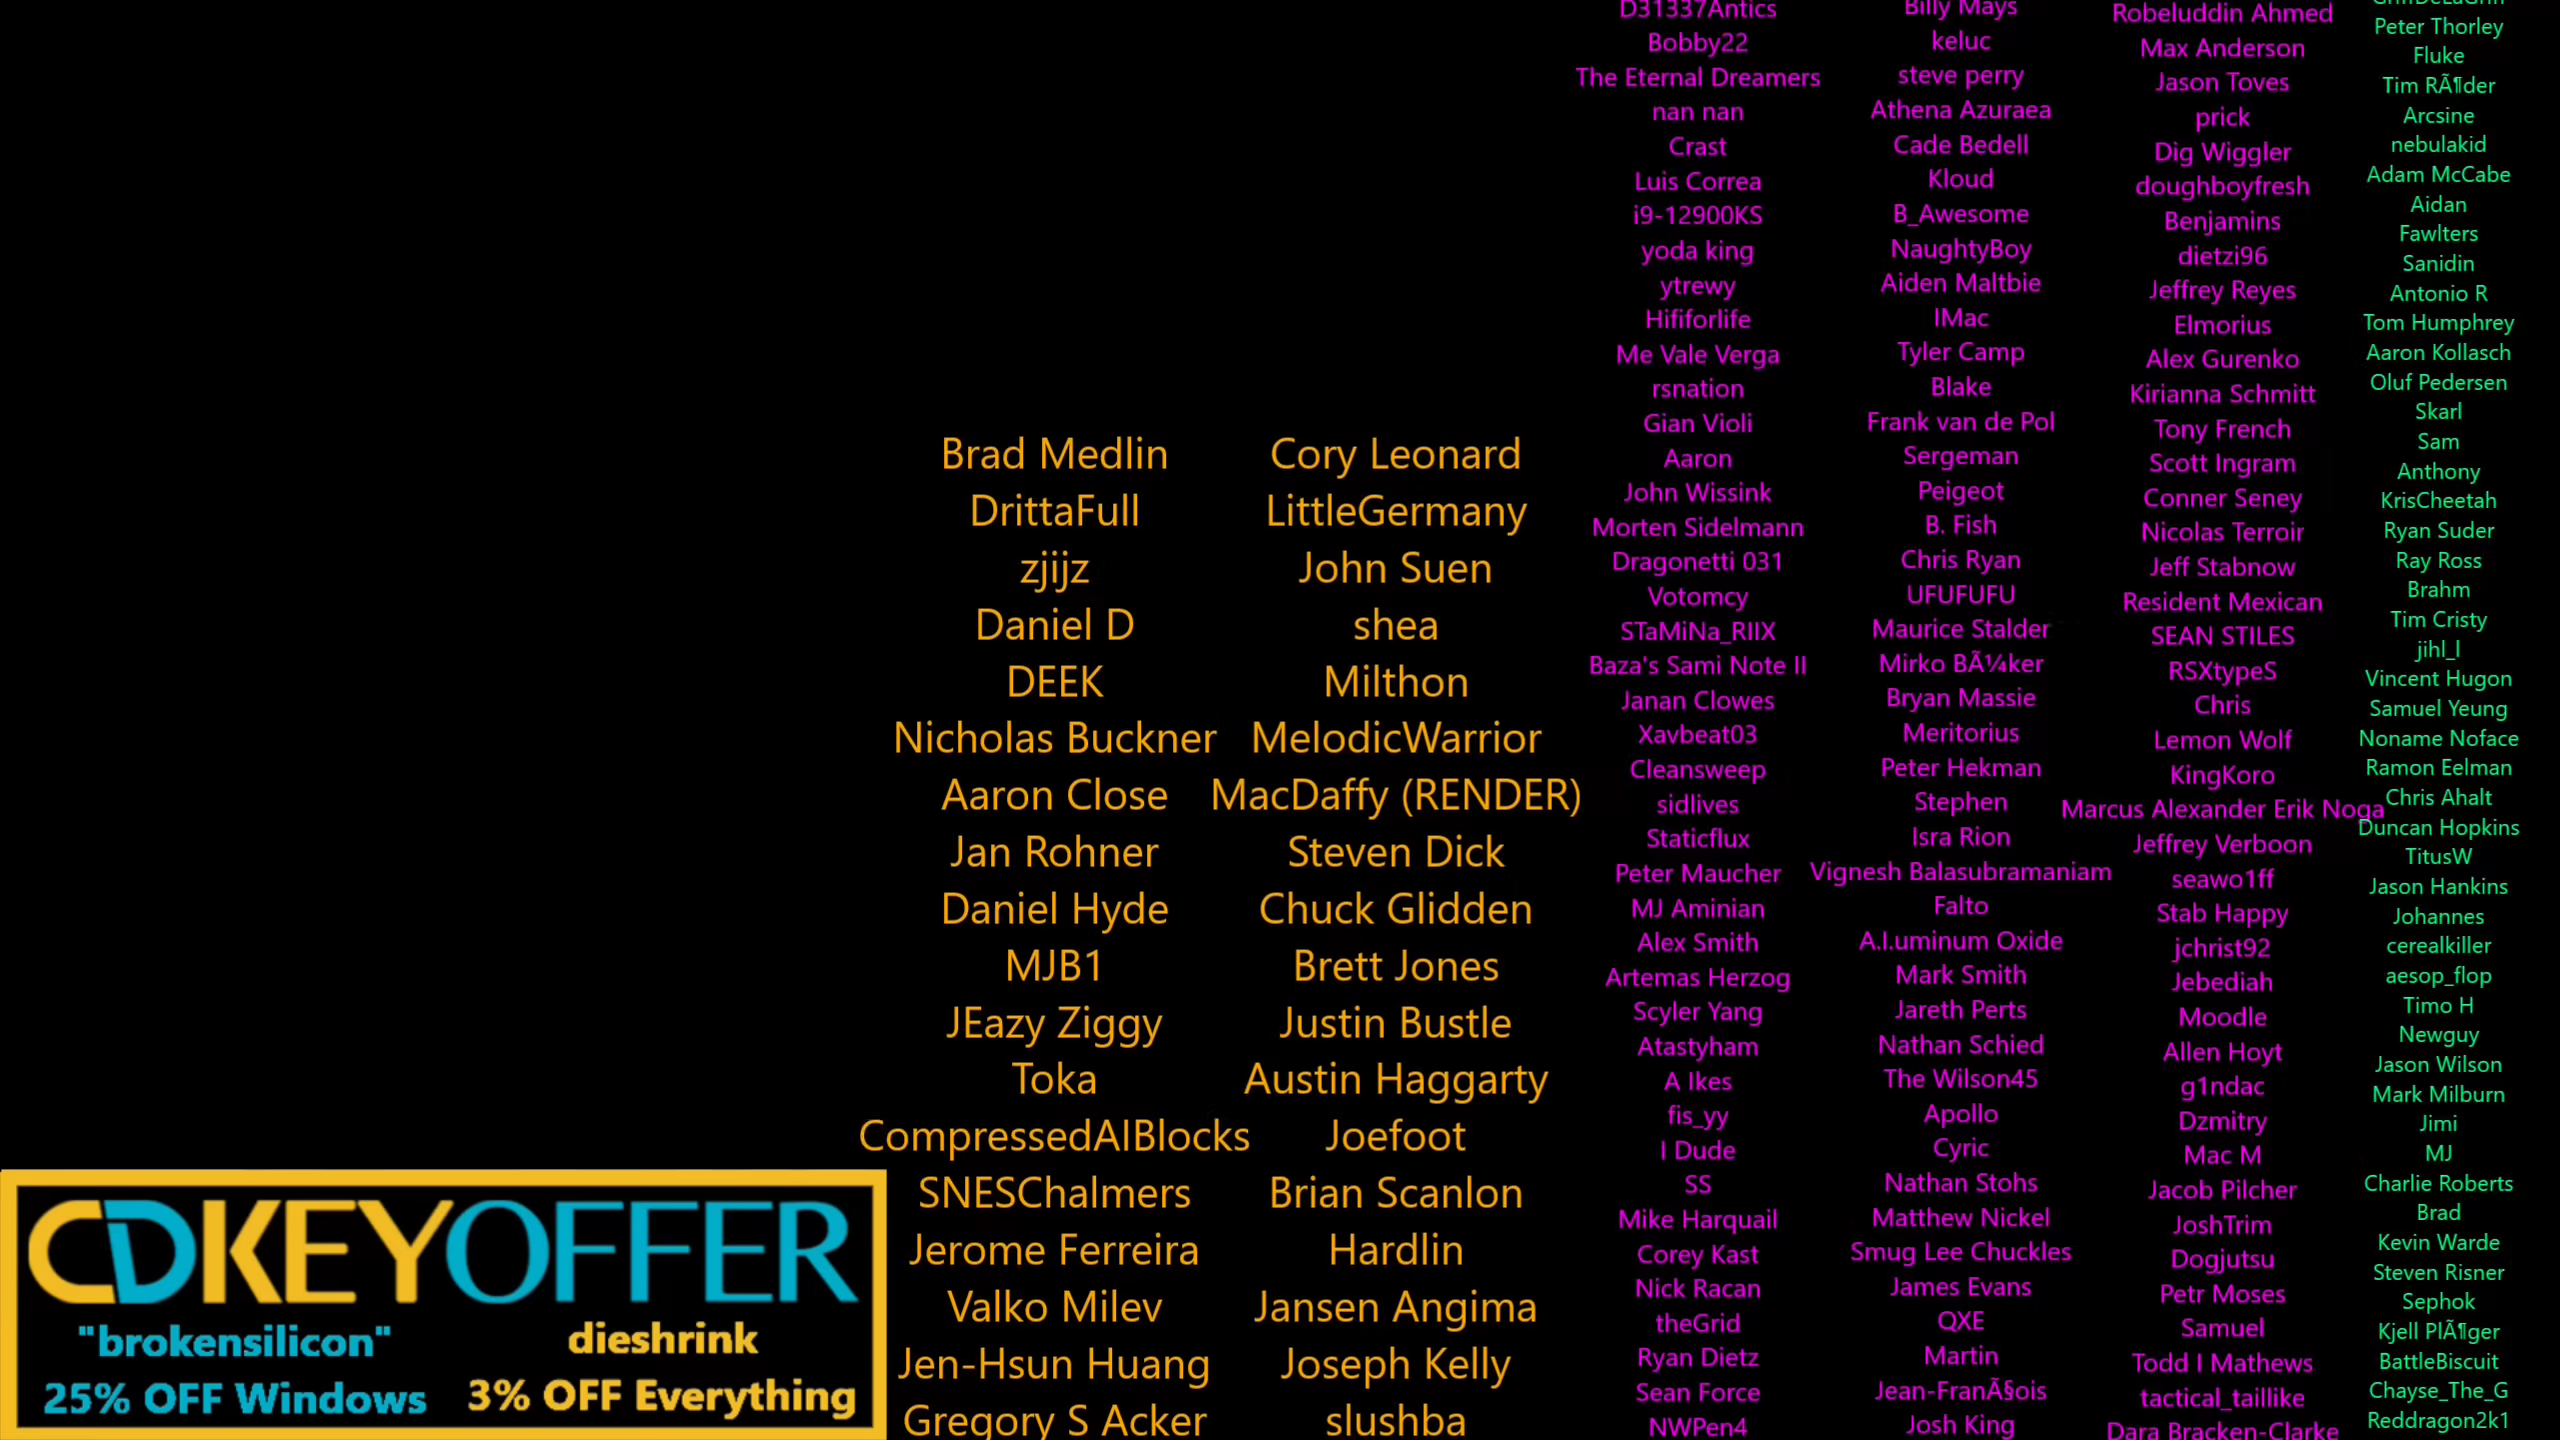 Brad Medlin
DrittaFull
zjijz
Daniel D
DEEK
Nicholas Buckner
Aaron Close
Jan Rohner
Daniel Hyde
MJB1
JEazy Ziggy
Toka
CompressedAIBlocks
SNESChalmers
Jerome Ferreira
Valko Milev
Jen-Hsun Huang
Gregory S Acker
Cory Leonard
LittleGermany
John Suen
shea
Milthon
MelodicWarrior
MacDaffy (RENDER)
Steven Dick
Chuck Glidden
Brett Jones
Justin Bustle
Austin Haggarty
Joefoot
Brian Scanlon
Hardlin
Jansen Angima
Joseph Kelly
slushba
D31337Antics
Bobby22
The Eternal Dreamers
nan nan
Crast
Luis Correa
i9-12900KS
yoda king
ytrewy
Hififorlife
Me Vale Verga
rsnation
Gian Violi
Aaron
John Wissink
Morten Sidelmann
Dragonetti 031
Votomcy
STaMiNa_RIIX
Baza's Sami Note II
Janan Clowes
Xavbeat03
Cleansweep
sidlives
Staticflux
Peter Maucher
MJ Aminian
Alex Smith
Artemas Herzog
Scyler Yang
Atastyham
A Ikes
fis_yy
I Dude
SS
Mike Harquail
Corey Kast
Nick Racan
theGrid
Ryan Dietz
Sean Force
NWPen4
Billy Mays
keluc
steve perry
Athena Azuraea
Cade Bedell
Kloud
B_Awesome
NaughtyBoy
Aiden Maltbie
IMac
Tyler Camp
Blake
Frank van de Pol
Sergeman
Peigeot
B. Fish
Chris Ryan
UFUFUFU
Maurice Stalder
Mirko BÃ¼ker
Bryan Massie
Meritorius
Peter Hekman
Stephen
Isra Rion
Vignesh Balasubramaniam
Falto
A.I.uminum Oxide
Mark Smith
Jareth Perts
Nathan Schied
The Wilson45
Apollo
Cyric
Nathan Stohs
Matthew Nickel
Smug Lee Chuckles
James Evans
QXE
Martin
Jean-FranÃ§ois
Josh King
Robeluddin Ahmed
Max Anderson
Jason Toves
prick
Dig Wiggler
doughboyfresh
Benjamins
dietzi96
Jeffrey Reyes
Elmorius
Alex Gurenko
Kirianna Schmitt
Tony French
Scott Ingram
Conner Seney
Nicolas Terroir
Jeff Stabnow
Resident Mexican
SEAN STILES
RSXtypeS
Chris
Lemon Wolf
KingKoro
Marcus Alexander Erik Noga
Jeffrey Verboon
seawo1ff
Stab Happy
jchrist92
Jebediah
Moodle
Allen Hoyt
g1ndac
Dzmitry
Mac M
Jacob Pilcher
JoshTrim
Dogjutsu
Petr Moses
Samuel
Todd I Mathews
tactical_taillike
Dara Bracken-Clarke
Peter Thorley
Fluke
Tim RÃ¶der
Arcsine
nebulakid
Adam McCabe
Aidan
Fawlters
Sanidin
Antonio R
Tom Humphrey
Aaron Kollasch
Oluf Pedersen
Skarl
Sam
Anthony
KrisCheetah
Ryan Suder
Ray Ross
Brahm
Tim Cristy
jihl_l
Vincent Hugon
Samuel Yeung
Noname Noface
Ramon Eelman
Chris Ahalt
Duncan Hopkins
TitusW
Jason Hankins
Johannes
cerealkiller
aesop_flop
Timo H
Newguy
Jason Wilson
Mark Milburn
Jimi
MJ
Charlie Roberts
Brad
Kevin Warde
Steven Risner
Sephok
Kjell PlÃ¶ger
BattleBiscuit
Chayse_The_G
Reddragon2k1
CDKEYOFFER
"brokensilicon"
25% OFF Windows
dieshrink
3% OFF Everything